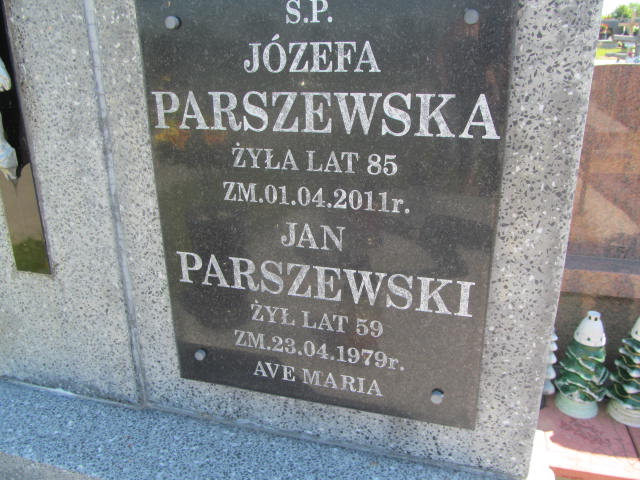 S.P.
JÓZEFA
PARSZEWSKA
ŻYŁA LAT 85
ZM.01.04.2011r.
JAN
PARSZEWSKI
ŻYŁ LAT 59
ZM.23.04.1979r.
AVE MARIA